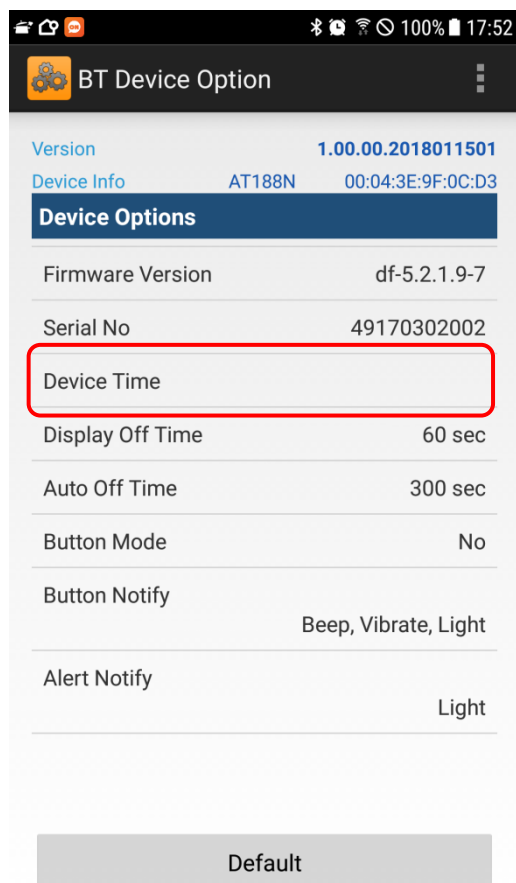 ON 100% 17:52
BT Device Option
Version 1.00.00.2018011501
Device Info AT188N 00:04:3E:9F:0C:D3
Device Options
Firmware Version df-5.2.1.9-7
Serial No 49170302002
Device Time
Display Off Time 60 sec
Auto Off Time 300 sec
Button Mode No
Button Notify
Beep, Vibrate, Light
Alert Notify
Light
Default